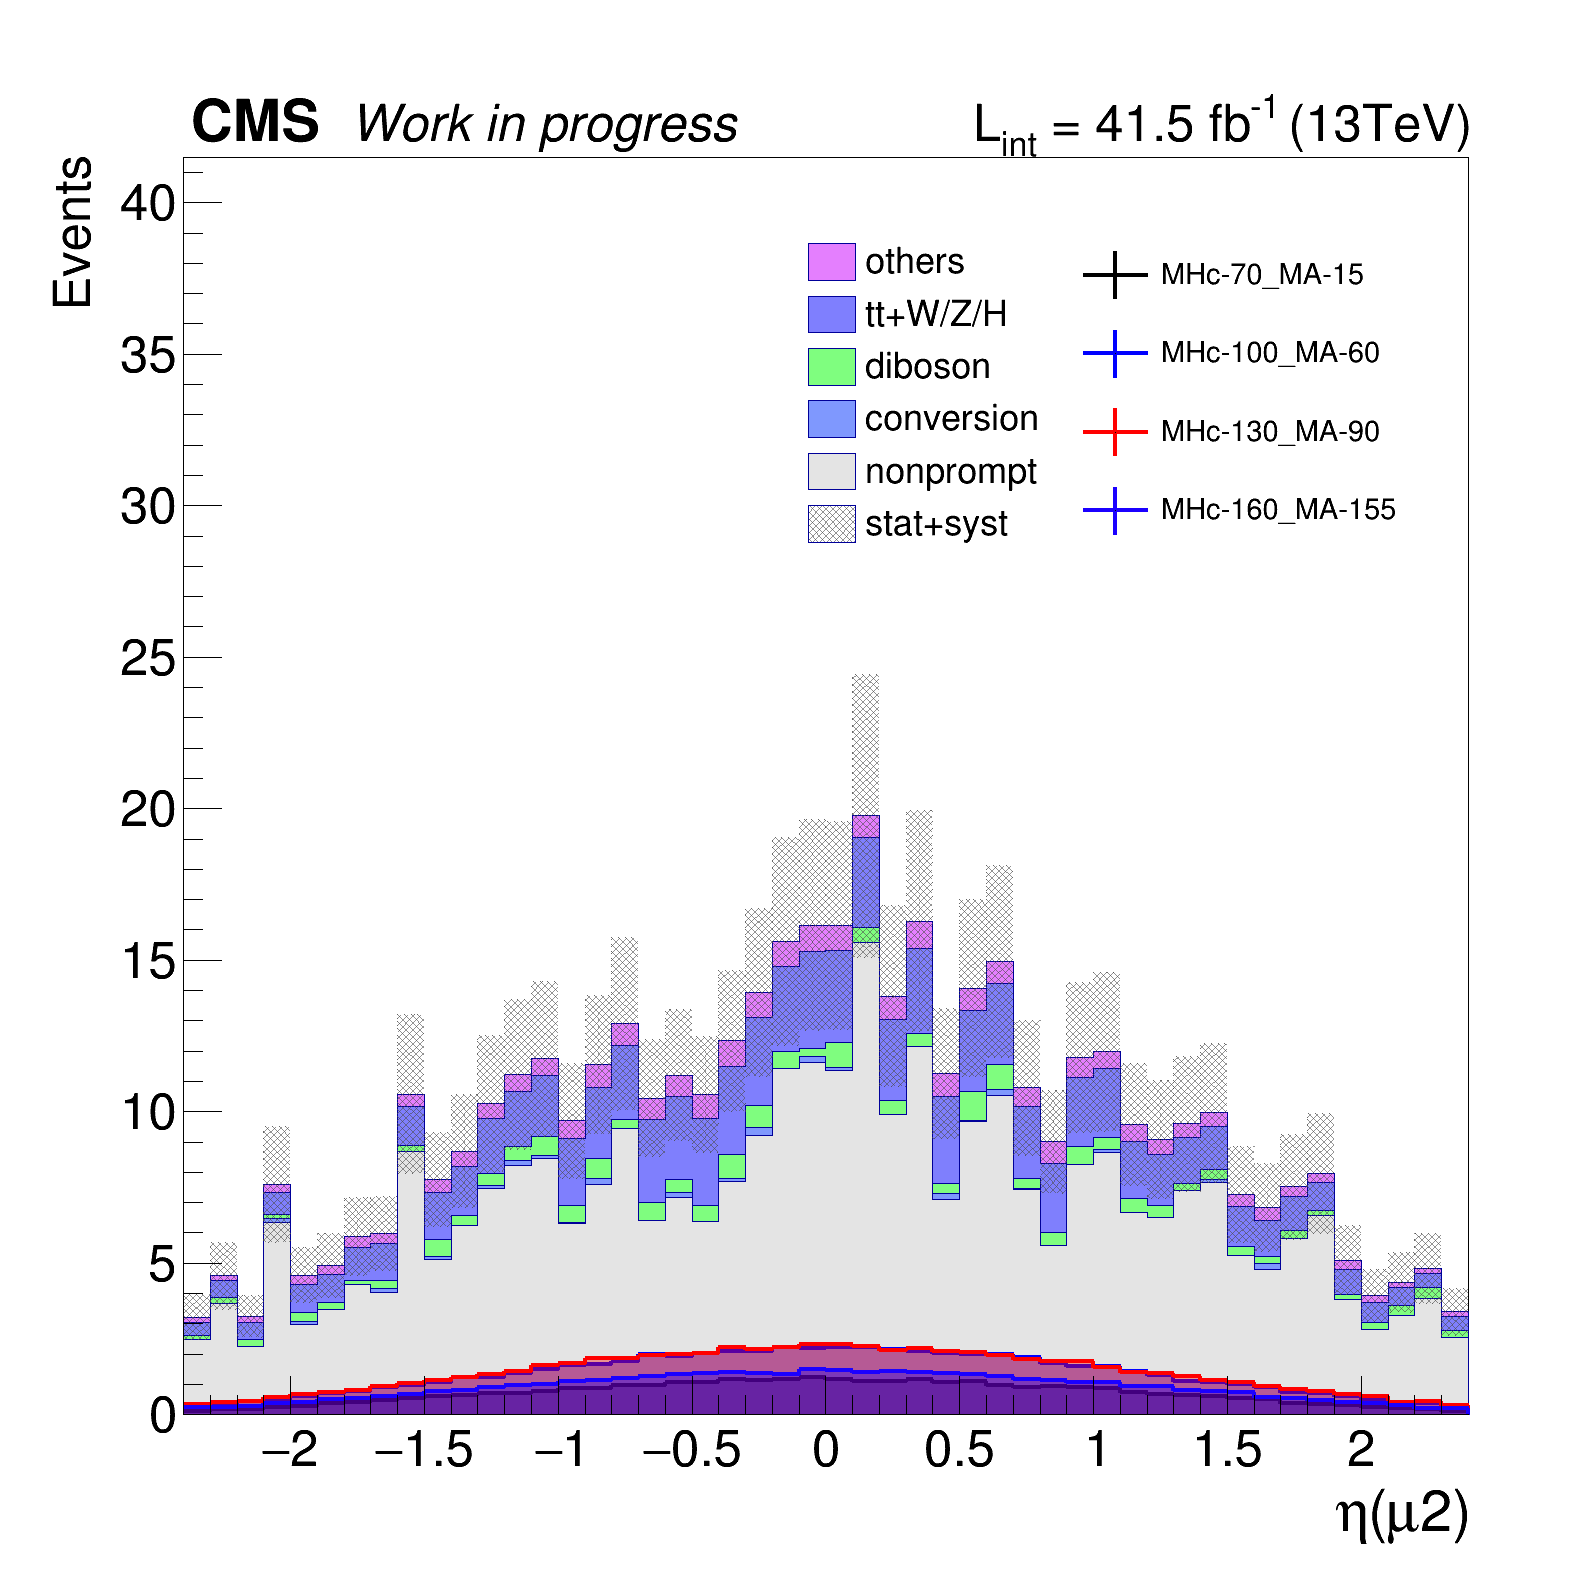 CMS Work in progress
L_int = 41.5 fb^-1 (13TeV)
Events
40
35
30
25
20
15
10
5
0
others
tt+W/Z/H
diboson
conversion
nonprompt
stat+syst
MHc-70_MA-15
MHc-100_MA-60
MHc-130_MA-90
MHc-160_MA-155
−2 −1.5 −1 −0.5 0 0.5 1 1.5 2
η(μ2)